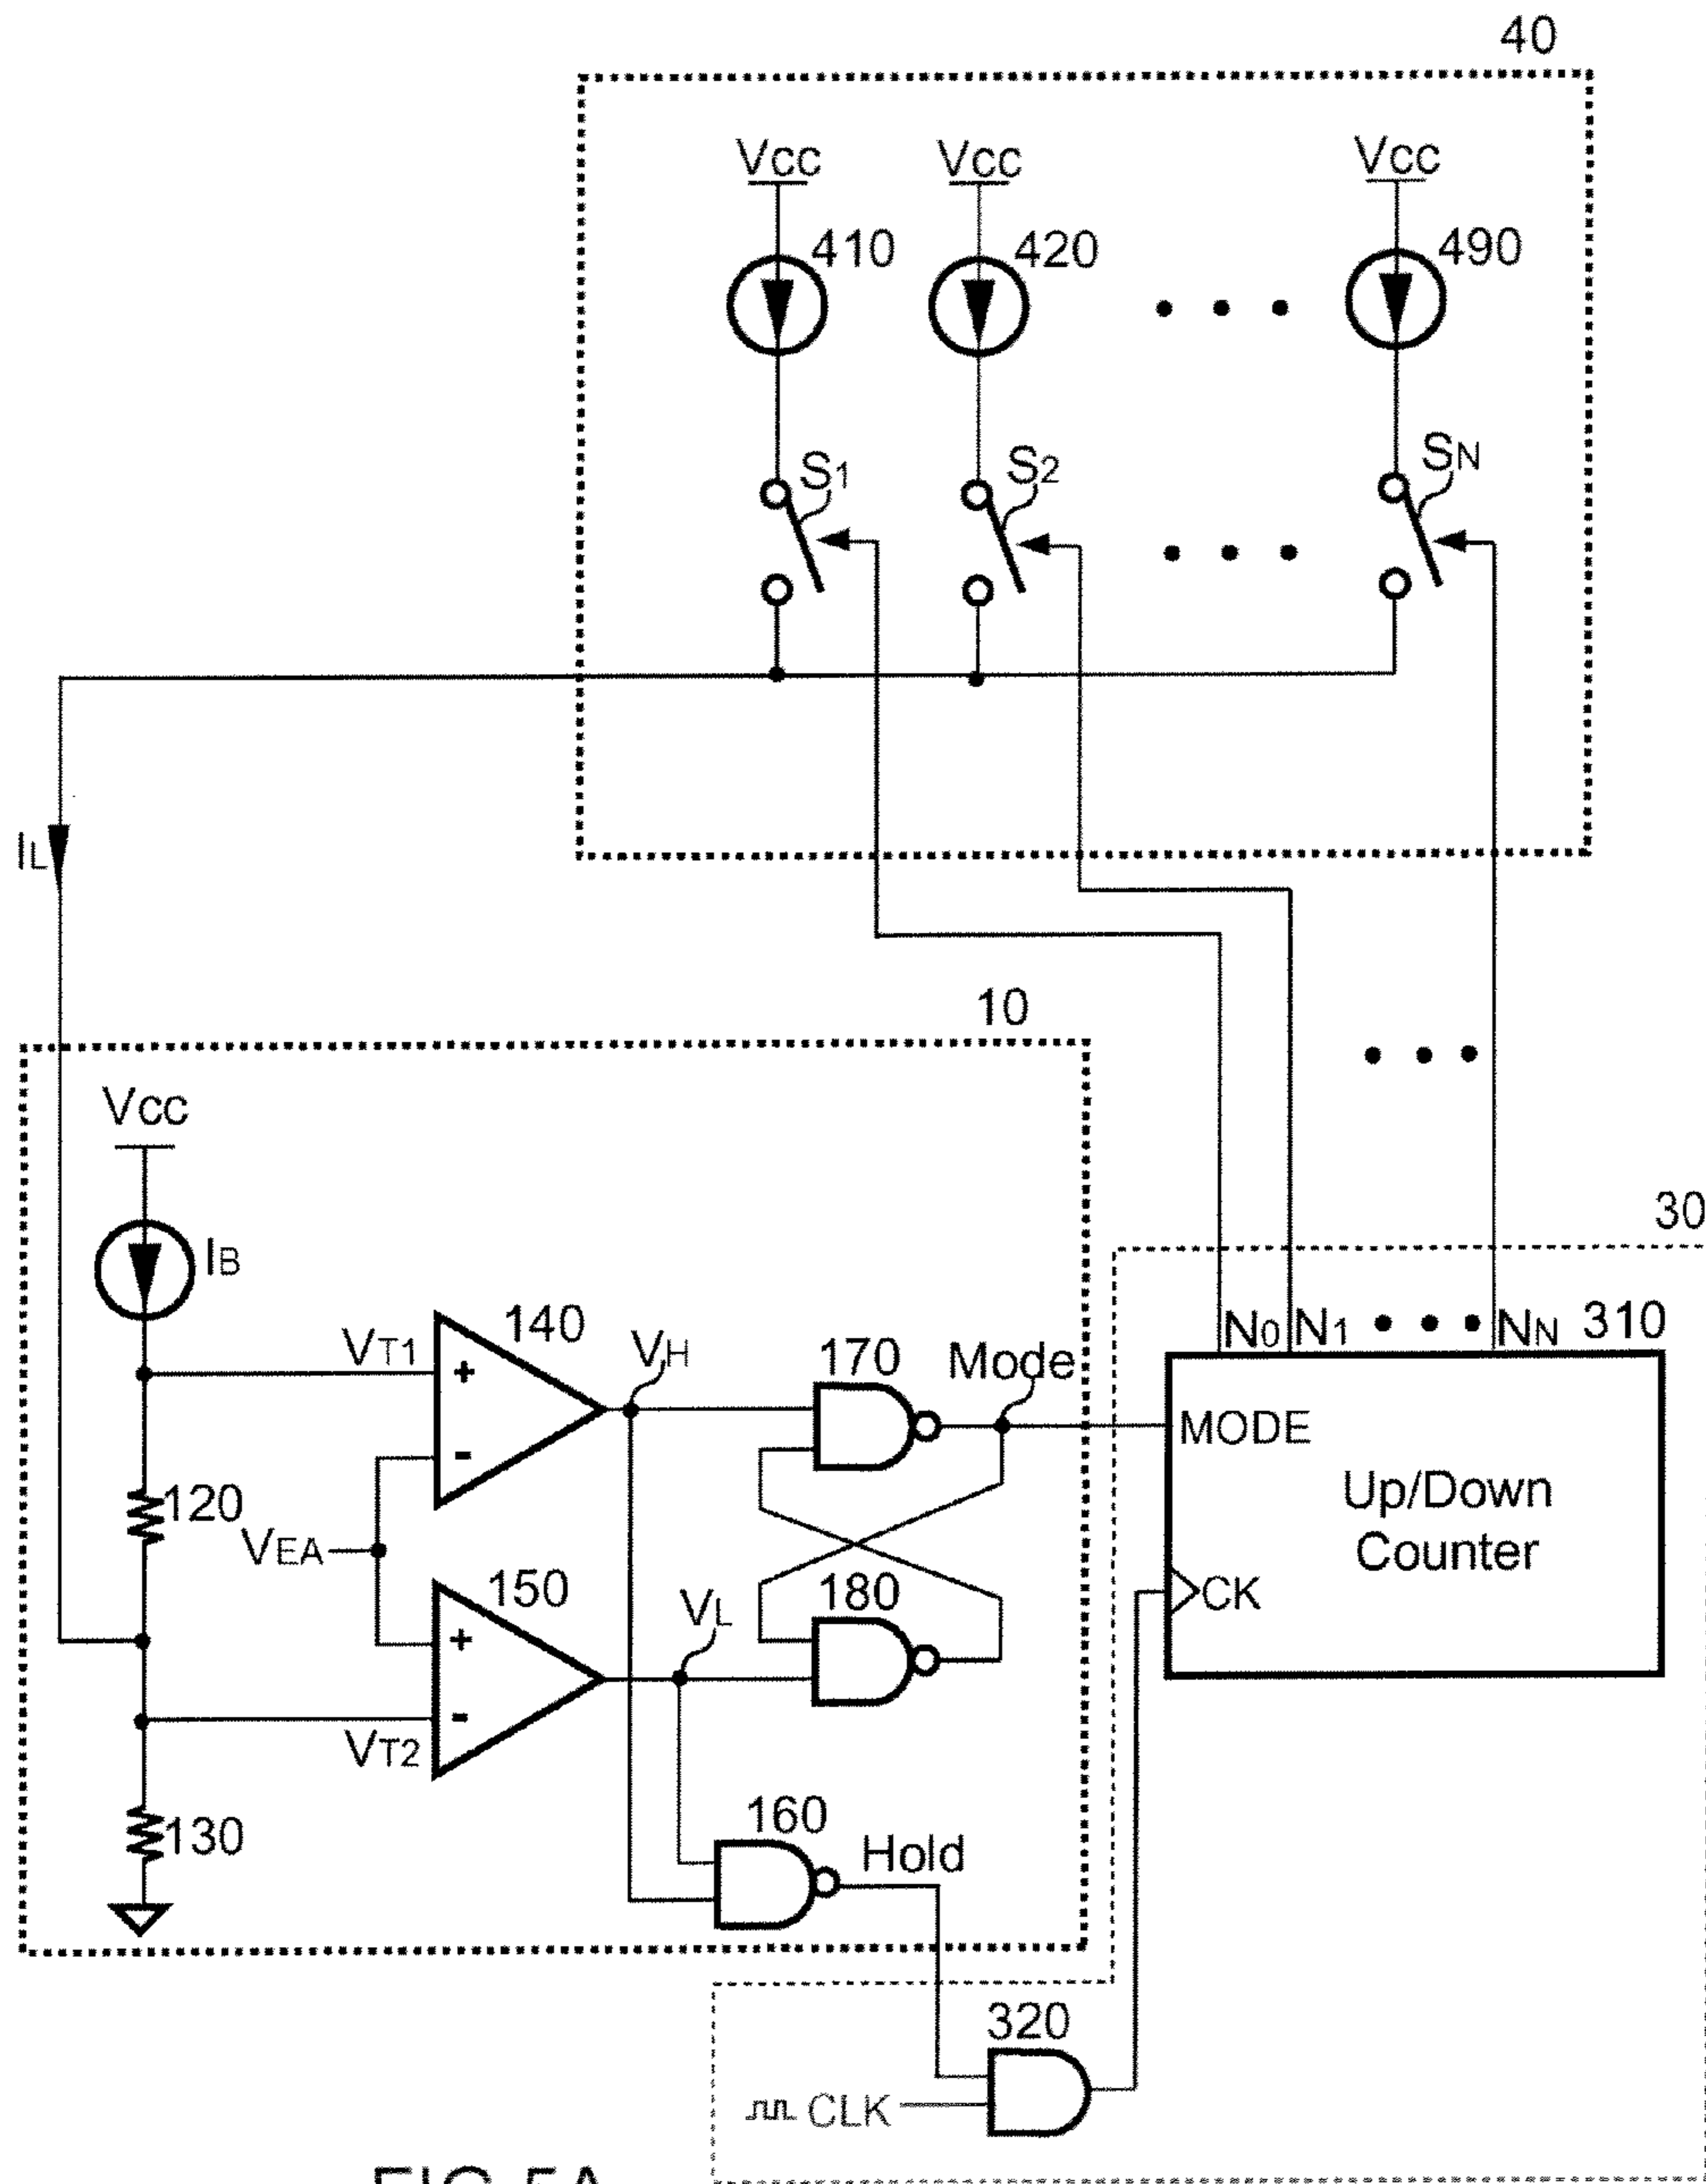 40
Vcc Vcc Vcc
410 420 490
S1 S2 SN
IL
10
Vcc
30
IB
140
VT1
+
-
VH
170
Mode
N0 N1 NN 310
MODE
Up/Down
Counter
CK
120
VEA
150
+
-
VL
180
VT2
130
160
Hold
320
CLK
FIG.5A